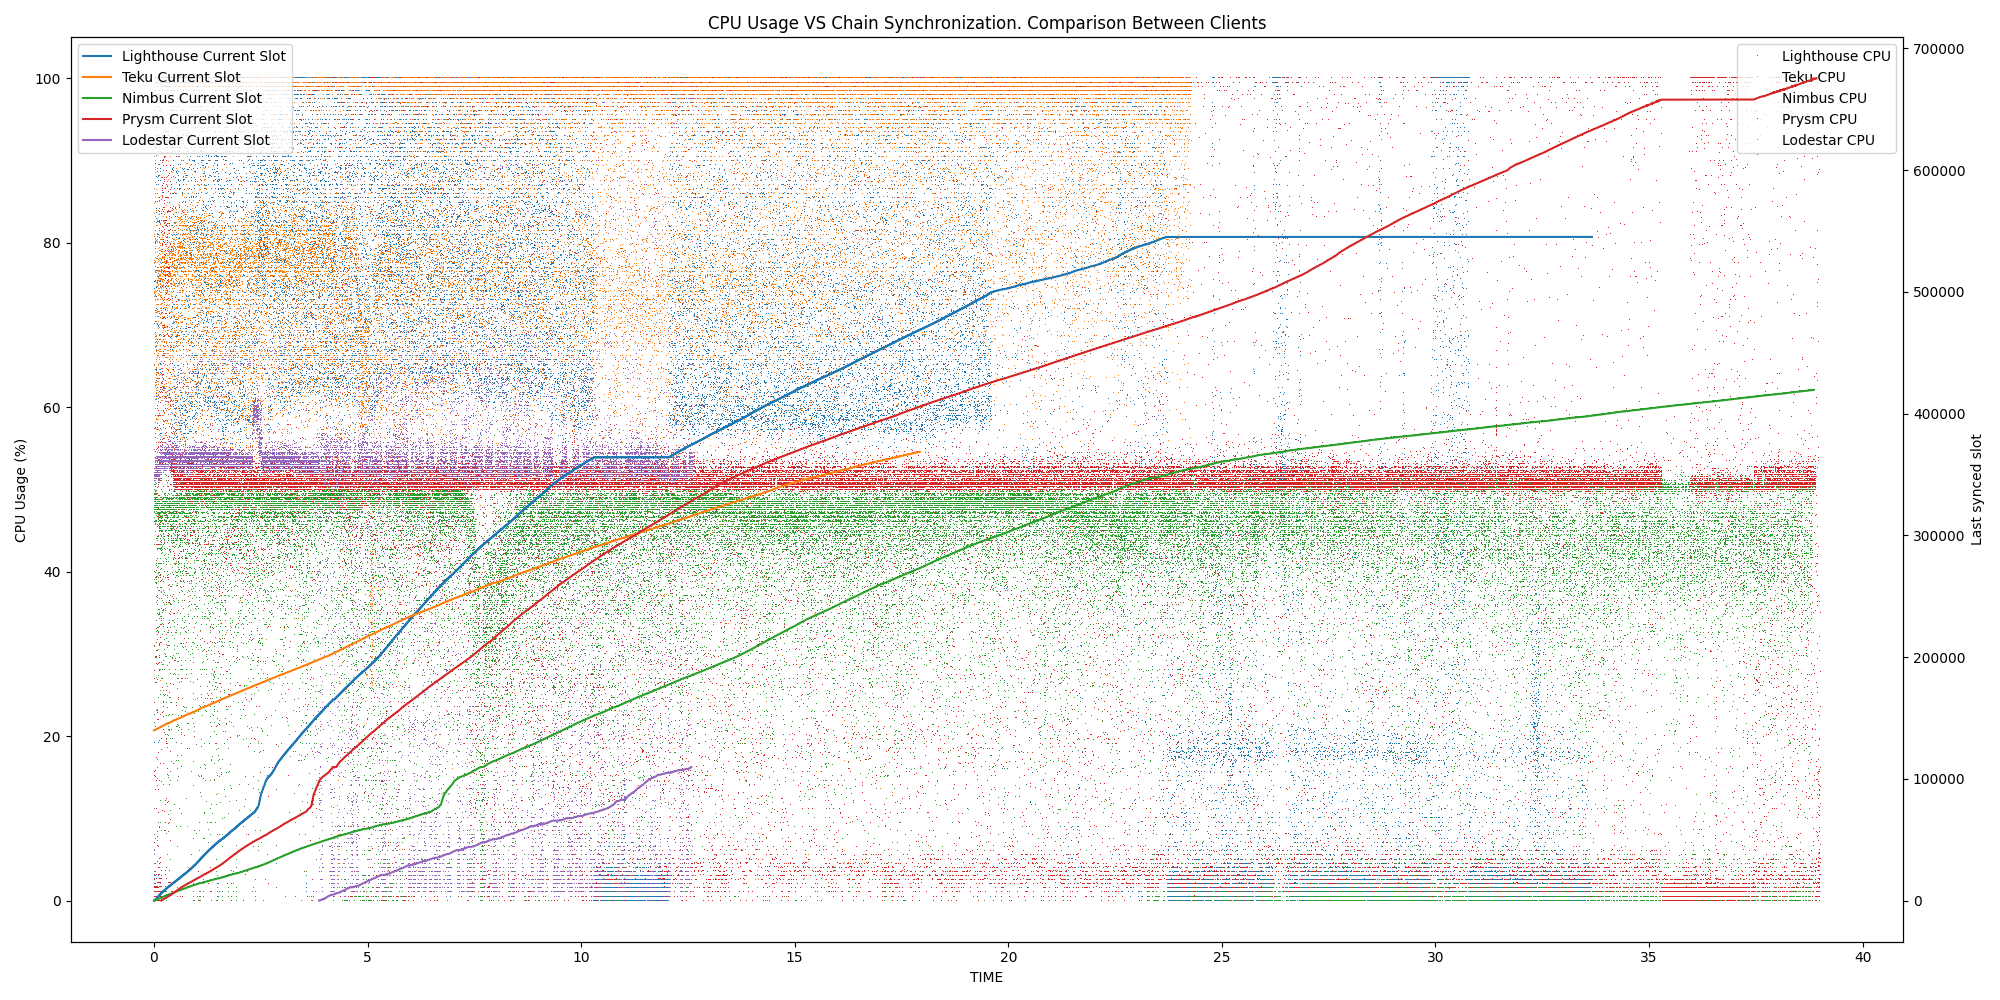 CPU Usage VS Chain Synchronization. Comparison Between Clients
Lighthouse Current Slot
Teku Current Slot
Nimbus Current Slot
Prysm Current Slot
Lodestar Current Slot
Lighthouse CPU
Teku CPU
Nimbus CPU
Prysm CPU
Lodestar CPU
100
80
60
40
20
0
CPU Usage (%)
700000
600000
500000
400000
300000
200000
100000
0
Last synced slot
0 5 10 15 20 25 30 35 40
TIME